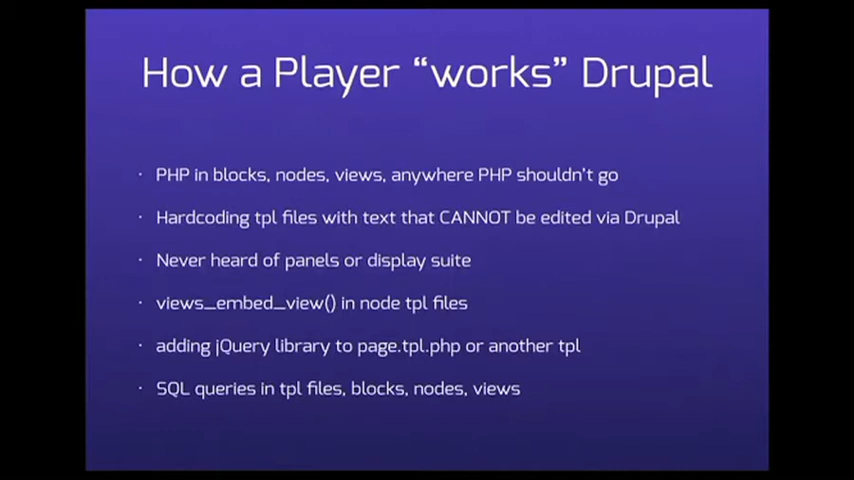 How a Player “works” Drupal
· PHP in blocks, nodes, views, anywhere PHP shouldn’t go
· Hardcoding tpl files with text that CANNOT be edited via Drupal
· Never heard of panels or display suite
· views_embed_view() in node tpl files
· adding jQuery library to page.tpl.php or another tpl
· SQL queries in tpl files, blocks, nodes, views